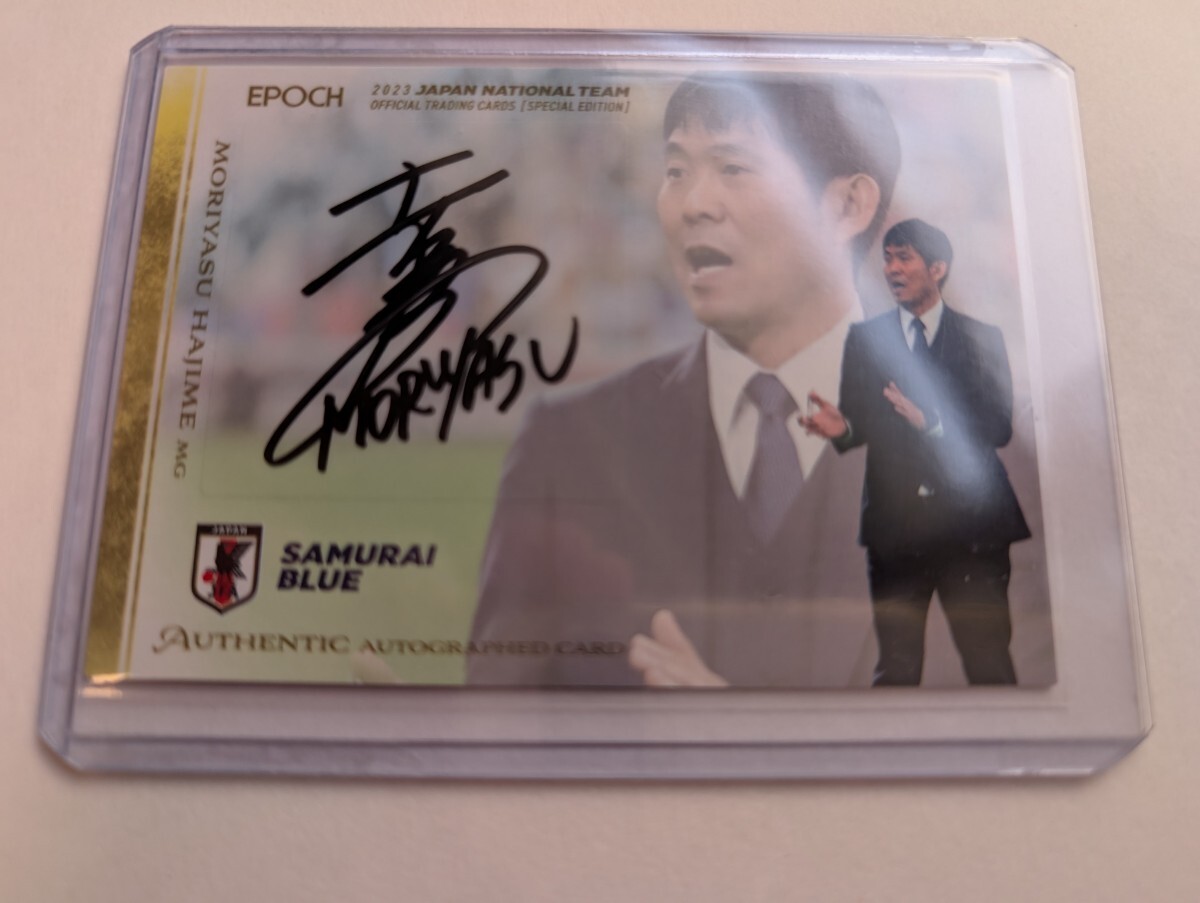 EPOCH
2023 JAPAN NATIONAL TEAM
OFFICIAL TRADING CARDS [SPECIAL EDITION]
MORIYASU HAJIME MG
MORIYASU
JAPAN
JFA
SAMURAI
BLUE
AUTHENTIC AUTOGRAPHED CARD